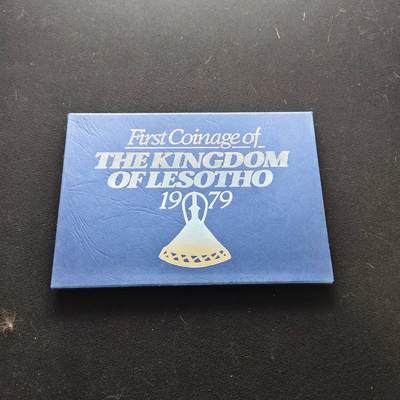 First Coinage of
THE KINGDOM
OF LESOTHO
1979